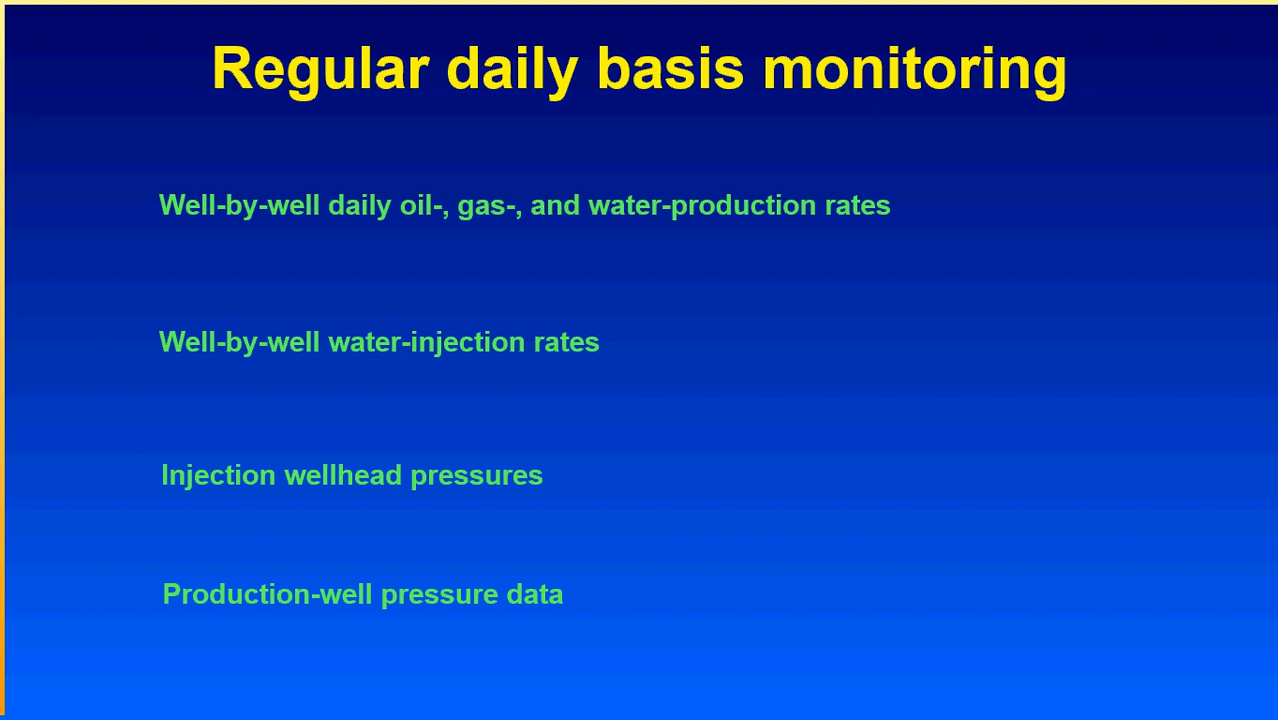 Regular daily basis monitoring
Well-by-well daily oil-, gas-, and water-production rates
Well-by-well water-injection rates
Injection wellhead pressures
Production-well pressure data